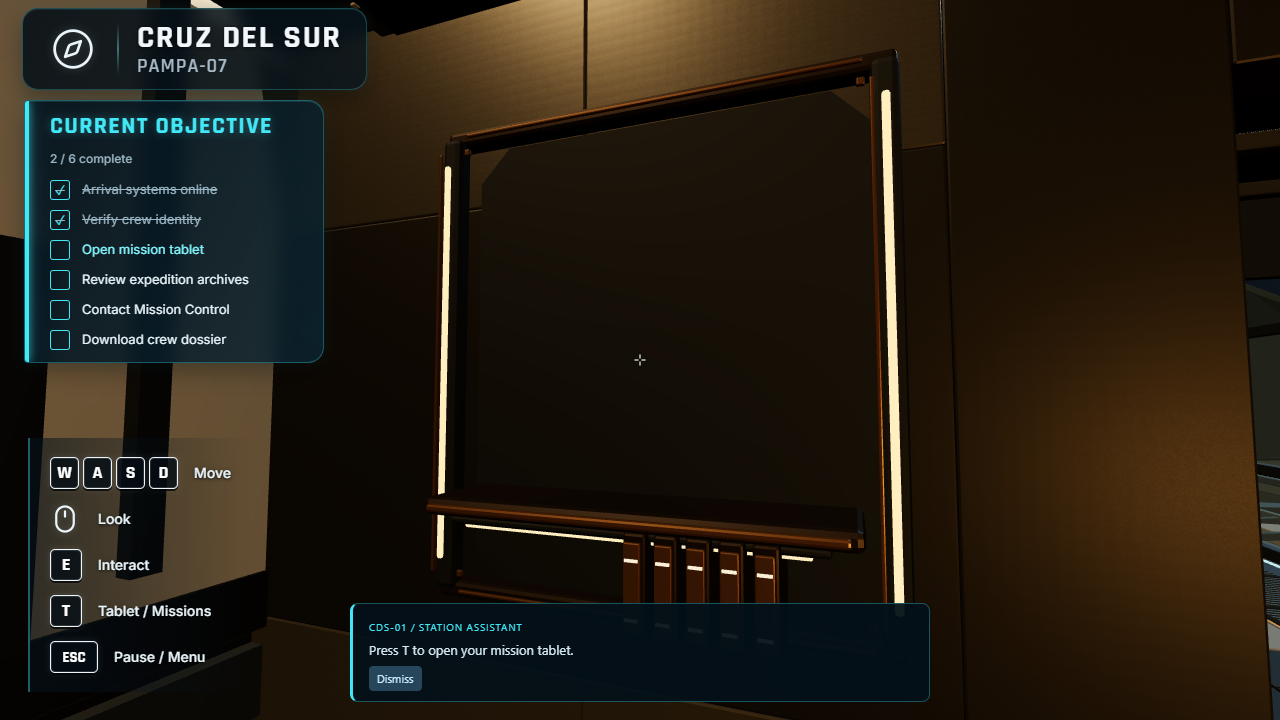 CRUZ DEL SUR
PAMPA-07
CURRENT OBJECTIVE
2 / 6 complete
Arrival systems online
Verify crew identity
Open mission tablet
Review expedition archives
Contact Mission Control
Download crew dossier
W A S D Move
Look
E Interact
T Tablet / Missions
ESC Pause / Menu
CDS-01 / STATION ASSISTANT
Press T to open your mission tablet.
Dismiss